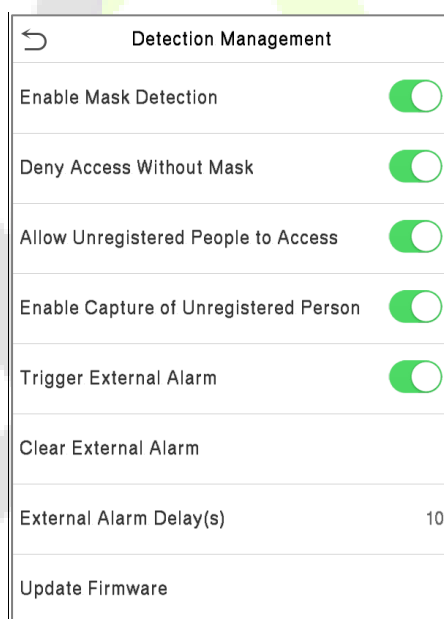 Detection Management
Enable Mask Detection
Deny Access Without Mask
Allow Unregistered People to Access
Enable Capture of Unregistered Person
Trigger External Alarm
Clear External Alarm
External Alarm Delay(s) 10
Update Firmware